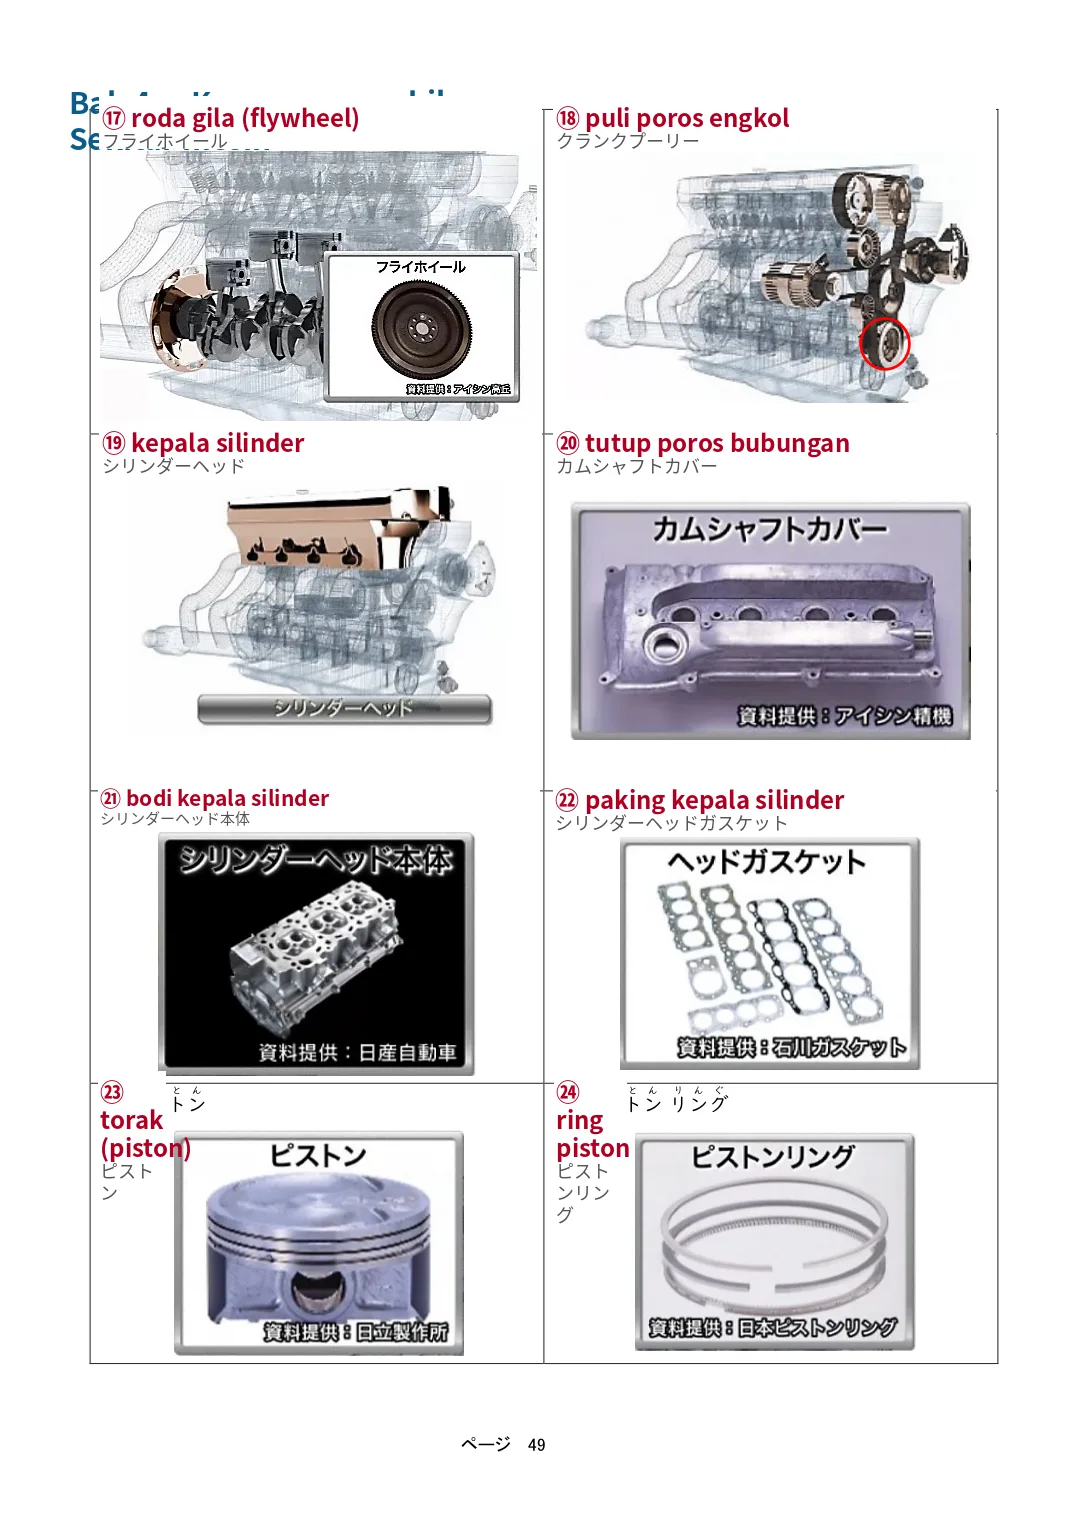 ⑰ roda gila (flywheel)
フライホイール
フライホイール
資料提供：アイシン高丘
⑱ puli poros engkol
クランクプーリー
⑲ kepala silinder
シリンダーヘッド
シリンダーヘッド
⑳ tutup poros bubungan
カムシャフトカバー
カムシャフトカバー
資料提供：アイシン精機
㉑ bodi kepala silinder
シリンダーヘッド本体
シリンダーヘッド本体
資料提供：日産自動車
㉒ paking kepala silinder
シリンダーヘッドガスケット
ヘッドガスケット
資料提供：石川ガスケット
㉓
torak
(piston)
ピスト
ン
とん
トン
ピストン
資料提供：日立製作所
㉔
ring
piston
ピスト
ンリン
グ
とん りんぐ
トン リング
ピストンリング
資料提供：日本ピストンリング
ページ 49